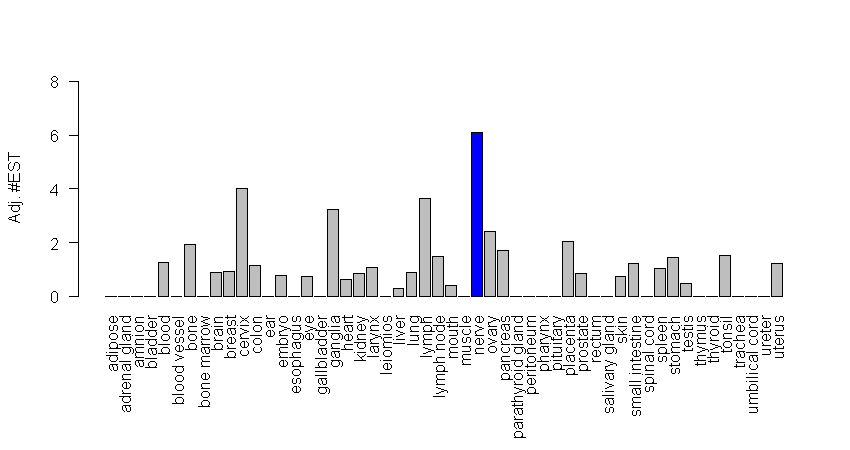 8
6
4
2
0
Adj. #EST
adipose
adrenal gland
amnion
bladder
blood
blood vessel
bone
bone marrow
brain
breast
cervix
colon
ear
embryo
esophagus
eye
gallbladder
ganglia
heart
kidney
larynx
leiomios
liver
lung
lymph
lymph node
mouth
muscle
nerve
ovary
pancreas
parathyroid gland
peritoneum
pharynx
pituitary
placenta
prostate
rectum
salivary gland
skin
small intestine
spinal cord
spleen
stomach
testis
thymus
thyroid
tonsil
trachea
umbilical cord
ureter
uterus